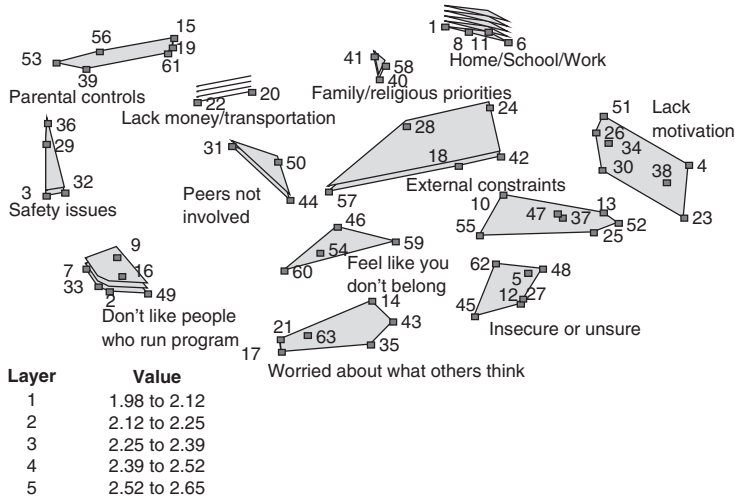 15
56
19
53
61
39
Parental controls
1
8 11 6
Home/School/Work
41
58
40
Family/religious priorities
20
22
Lack money/transportation
36
29
3
32
Safety issues
31
50
44
Peers not
involved
24
28
18
42
57
External constraints
51
26
34
30
38
4
23
Lack
motivation
10
47 37
13
52
25
55
46
54
59
60
Feel like you
don't belong
9
7
16
33
2
49
Don't like people
who run program
62
5
48
12 27
45
Insecure or unsure
14
21
63
43
35
17
Worried about what others think
Layer Value
1 1.98 to 2.12
2 2.12 to 2.25
3 2.25 to 2.39
4 2.39 to 2.52
5 2.52 to 2.65